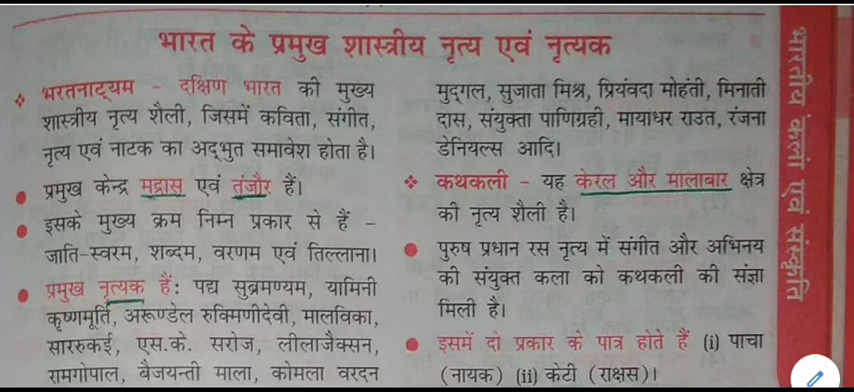 भारत के प्रमुख शास्त्रीय नृत्य एवं नृत्यक
❖ भरतनाट्यम - दक्षिण भारत की मुख्य
शास्त्रीय नृत्य शैली, जिसमें कविता, संगीत,
नृत्य एवं नाटक का अद्भुत समावेश होता है।
● प्रमुख केन्द्र मद्रास एवं तंजौर हैं।
● इसके मुख्य क्रम निम्न प्रकार से हैं -
जाति-स्वरम, शब्दम, वरणम एवं तिल्लाना।
● प्रमुख नृत्यक हैं: पद्य सुब्रमण्यम, यामिनी
कृष्णमूर्ति, अरूण्डेल रुक्मिणीदेवी, मालविका,
साररुकई, एस.के. सरोज, लीलाजैक्सन,
रामगोपाल, बैजयन्ती माला, कोमला वरदन
मुद्गल, सुजाता मिश्र, प्रियंवदा मोहंती, मिनाती
दास, संयुक्ता पाणिग्रही, मायाधर राउत, रंजना
डेनियल्स आदि।
❖ कथकली - यह केरल और मालाबार क्षेत्र
की नृत्य शैली है।
● पुरुष प्रधान रस नृत्य में संगीत और अभिनय
की संयुक्त कला को कथकली की संज्ञा
मिली है।
● इसमें दो प्रकार के पात्र होते हैं (i) पाचा
(नायक) (ii) केटी (राक्षस)।
भारतीय कला एवं संस्कृति